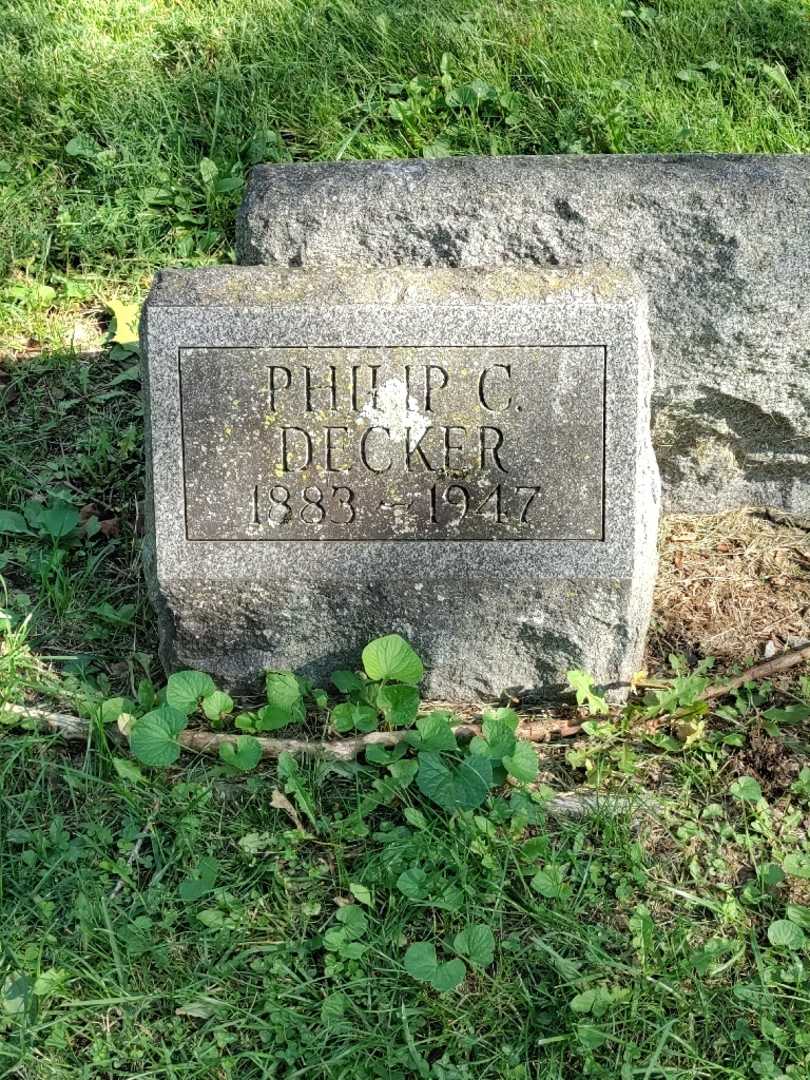 PHILIP C.
DECKER
1883 - 1947